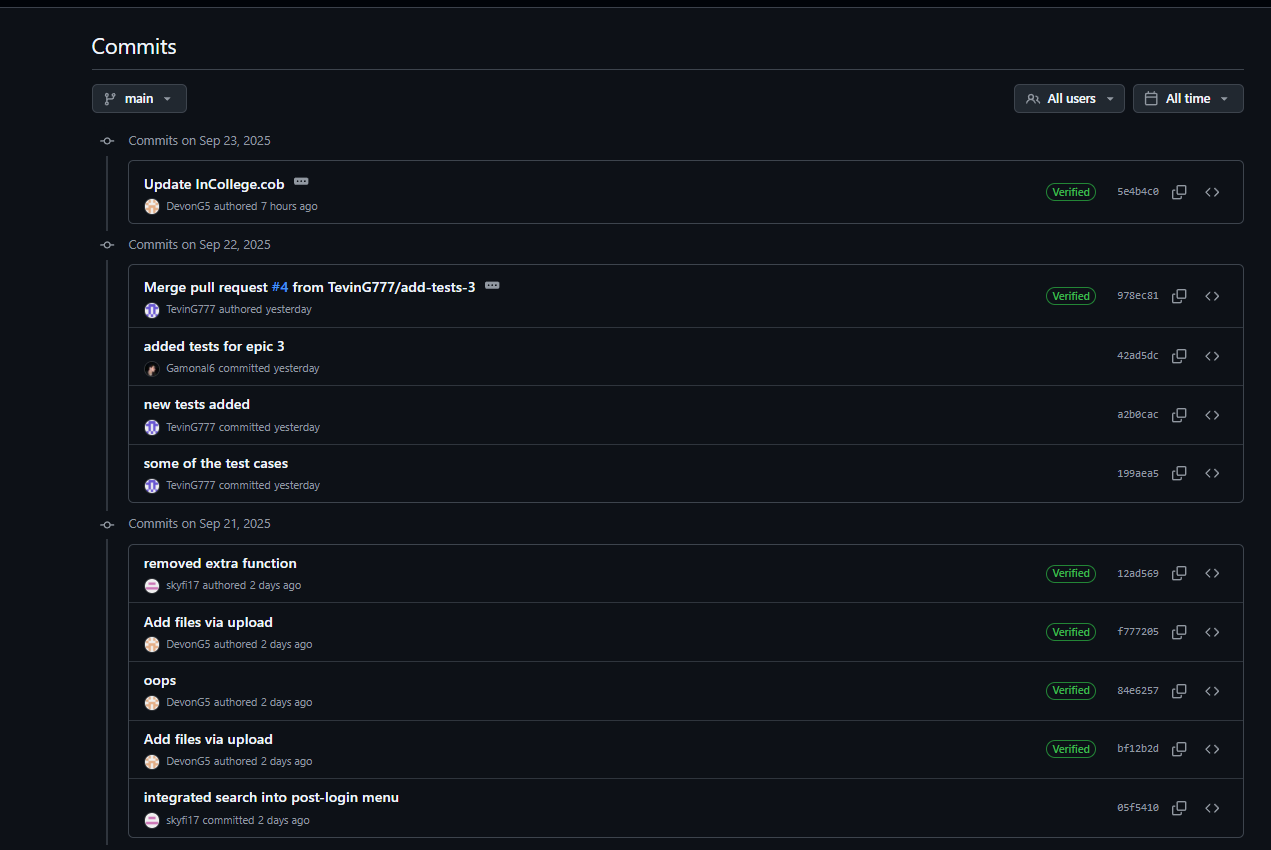 Commits
main
All users
All time
Commits on Sep 23, 2025
Update InCollege.cob
DevonG5 authored 7 hours ago
Verified
5e4b4c0
Commits on Sep 22, 2025
Merge pull request #4 from TevinG777/add-tests-3
TevinG777 authored yesterday
Verified
978ec81
added tests for epic 3
Gamonal6 committed yesterday
42ad5dc
new tests added
TevinG777 committed yesterday
a2b0cac
some of the test cases
TevinG777 committed yesterday
199aea5
Commits on Sep 21, 2025
removed extra function
skyfi17 authored 2 days ago
Verified
12ad569
Add files via upload
DevonG5 authored 2 days ago
Verified
f777205
oops
DevonG5 authored 2 days ago
Verified
84e6257
Add files via upload
DevonG5 authored 2 days ago
Verified
bf12b2d
integrated search into post-login menu
skyfi17 committed 2 days ago
05f5410